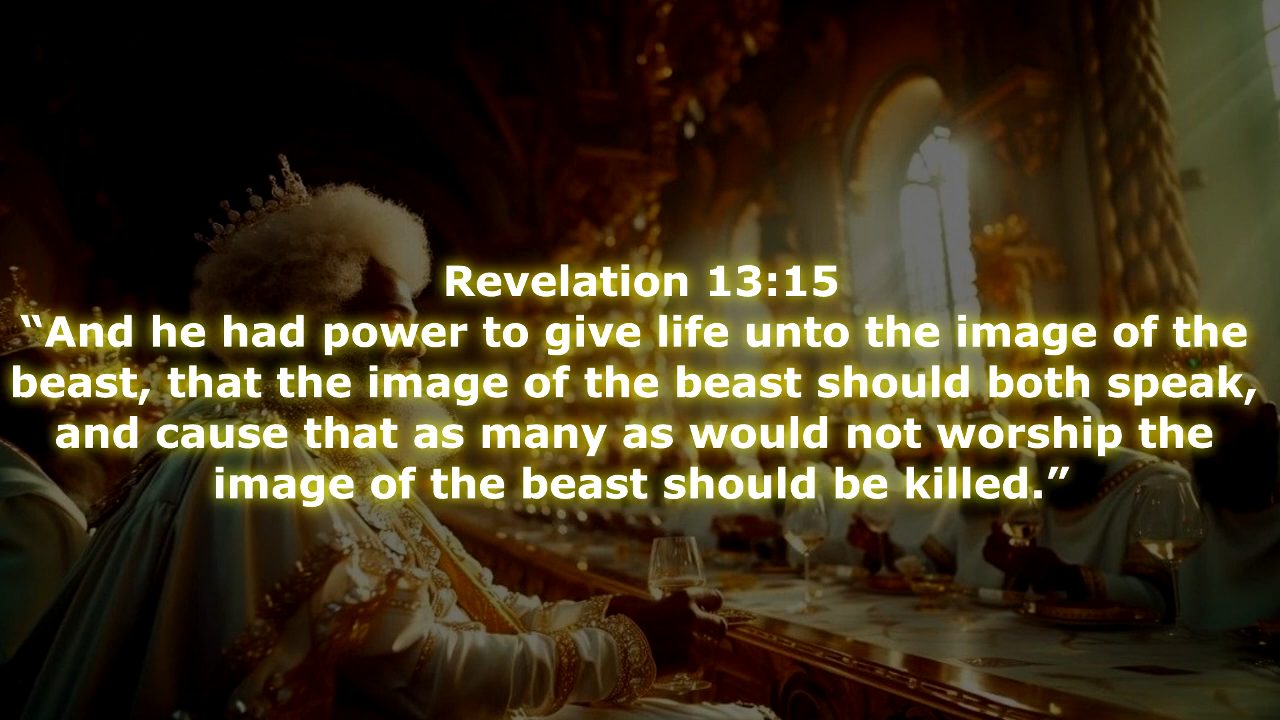 Revelation 13:15
“And he had power to give life unto the image of the
beast, that the image of the beast should both speak,
and cause that as many as would not worship the
image of the beast should be killed.”